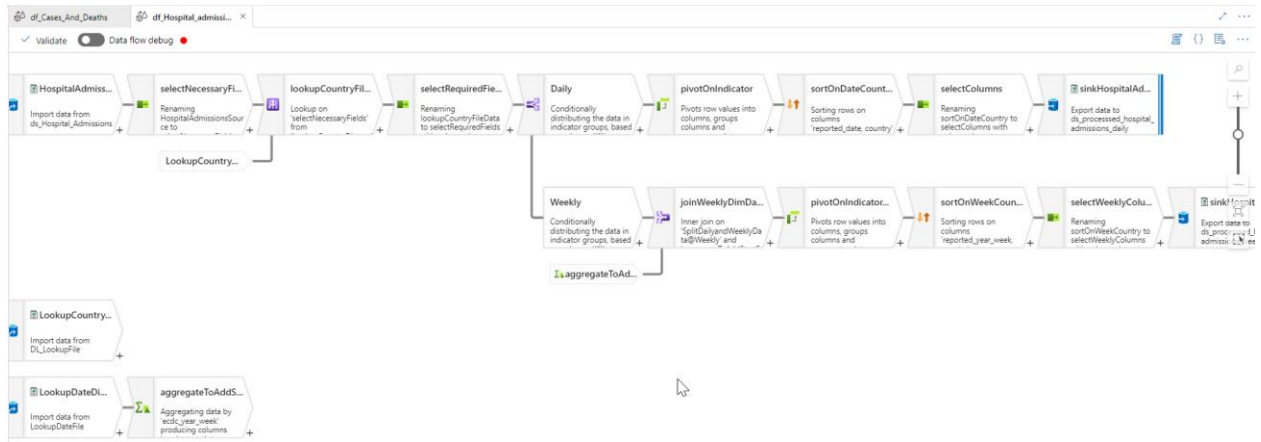 df_Cases_And_Deaths
df_Hospital_admissi... ×
Validate
Data flow debug
HospitalAdmiss...
Import data from
ds_Hospital_Admissions
selectNecessaryFi...
Renaming
HospitalAdmissionsSour
ce to
lookupCountryFil...
Lookup on
'selectNecessaryFields'
from
selectRequiredFie...
Renaming
lookupCountryFileData
to selectRequiredFields
Daily
Conditionally
distributing the data in
indicator groups, based
pivotOnIndicator
Pivots row values into
columns, groups
columns and
sortOnDateCount...
Sorting rows on
columns
'reported_date, country'
selectColumns
Renaming
sortOnDateCountry to
selectColumns with
sinkHospitalAd...
Export data to
ds_processsed_hospital_
admissions_daily
LookupCountry...
Weekly
Conditionally
distributing the data in
indicator groups, based
joinWeeklyDimDa...
Inner join on
'SplitDailyandWeeklyDa
ta@Weekly' and
pivotOnIndicator...
Pivots row values into
columns, groups
columns and
sortOnWeekCoun...
Sorting rows on
columns
'reported_year_week,
selectWeeklyColu...
Renaming
sortOnWeekCountry to
selectWeeklyColumns
Export data to
aggregateToAd...
LookupCountry...
Import data from
DL_LookupFile
LookupDateDi...
Import data from
LookupDateFile
aggregateToAddS...
Aggregating data by
'ecdc_year_week'
producing columns